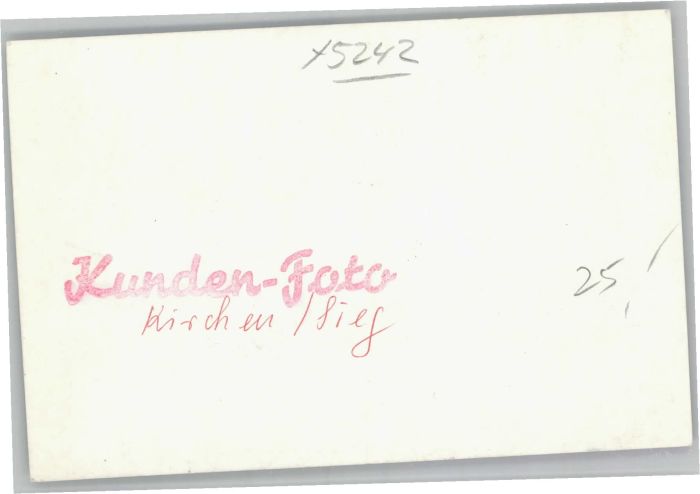 x5242
Kunden-Foto
Kirchen / Sieg
25,